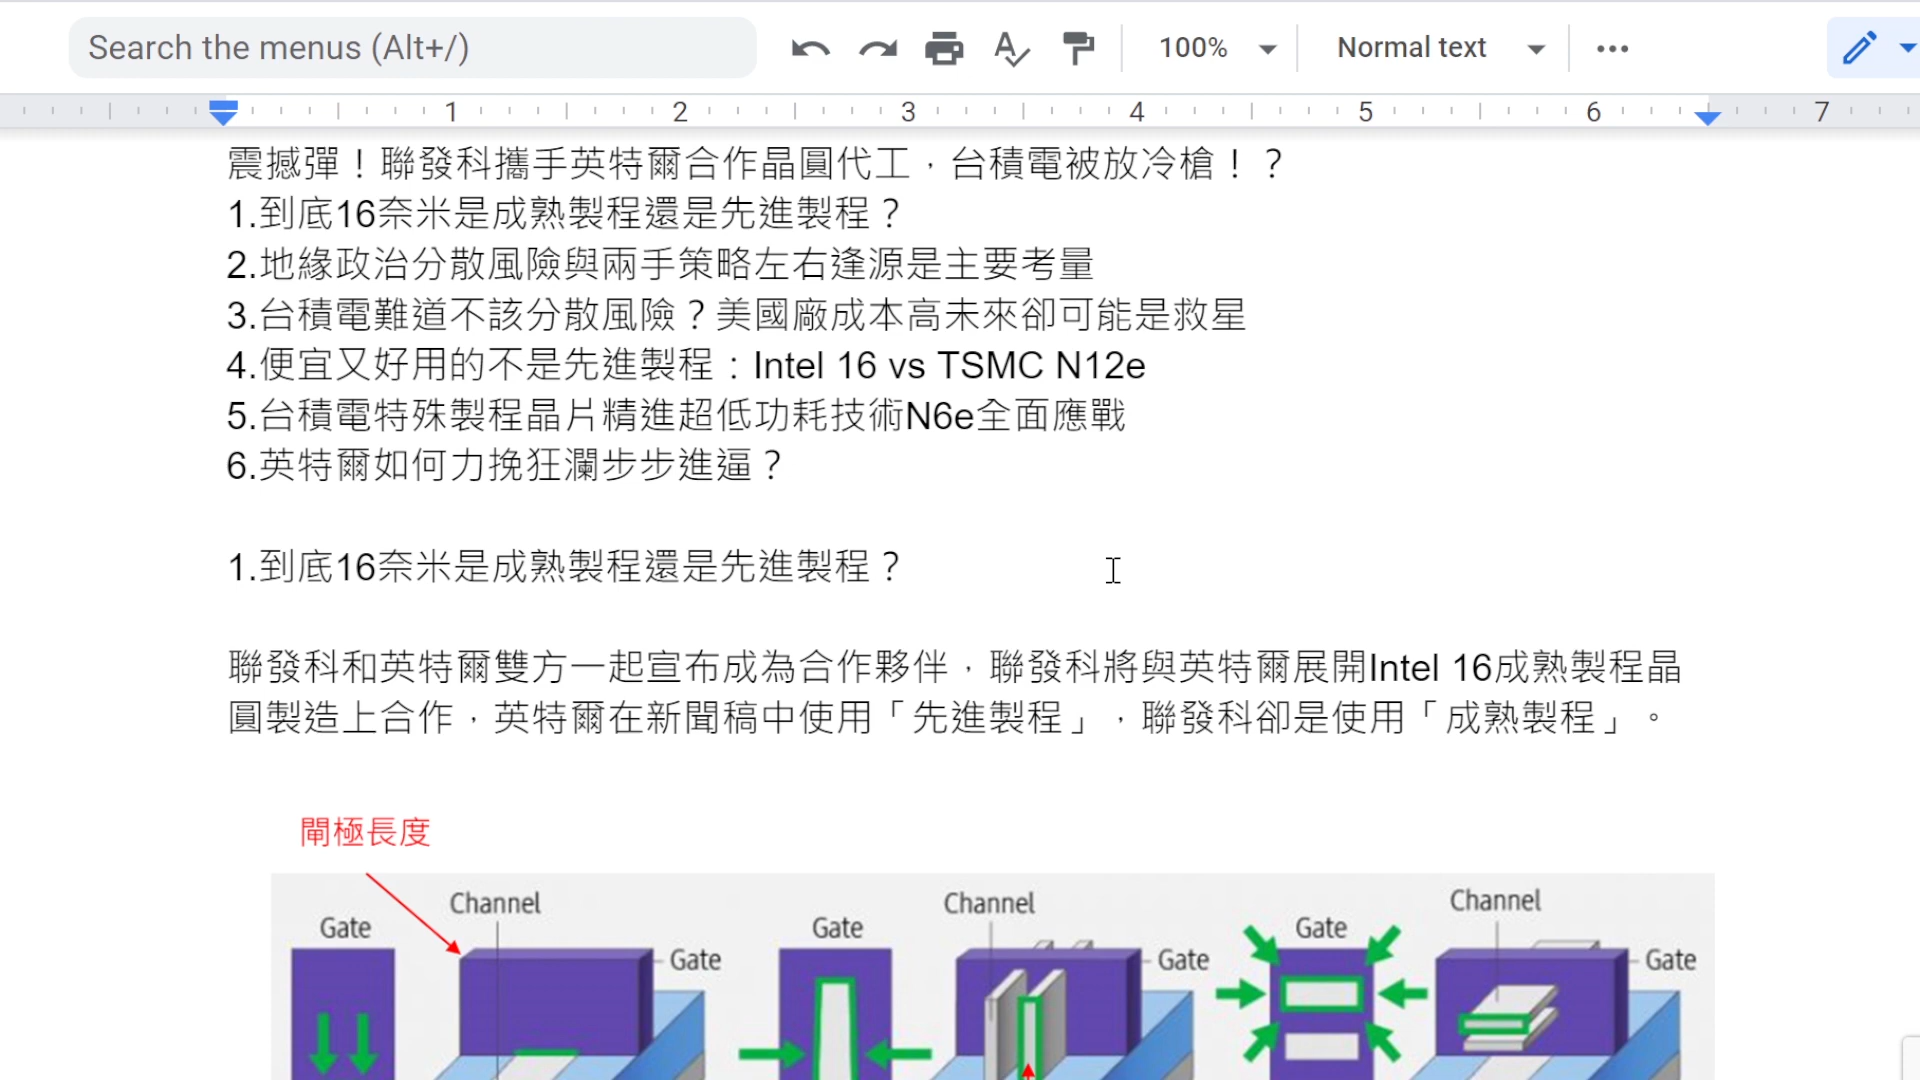 Search the menus (Alt+/)
100%
Normal text
1 2 3 4 5 6 7
震撼彈！聯發科攜手英特爾合作晶圓代工，台積電被放冷槍！？
1.到底16奈米是成熟製程還是先進製程？
2.地緣政治分散風險與兩手策略左右逢源是主要考量
3.台積電難道不該分散風險？美國廠成本高未來卻可能是救星
4.便宜又好用的不是先進製程：Intel 16 vs TSMC N12e
5.台積電特殊製程晶片精進超低功耗技術N6e全面應戰
6.英特爾如何力挽狂瀾步步進逼？
1.到底16奈米是成熟製程還是先進製程？
聯發科和英特爾雙方一起宣布成為合作夥伴，聯發科將與英特爾展開Intel 16成熟製程晶
圓製造上合作，英特爾在新聞稿中使用「先進製程」，聯發科卻是使用「成熟製程」。
閘極長度
Gate
Channel
Gate
Gate
Channel
Gate
Gate
Channel
Gate